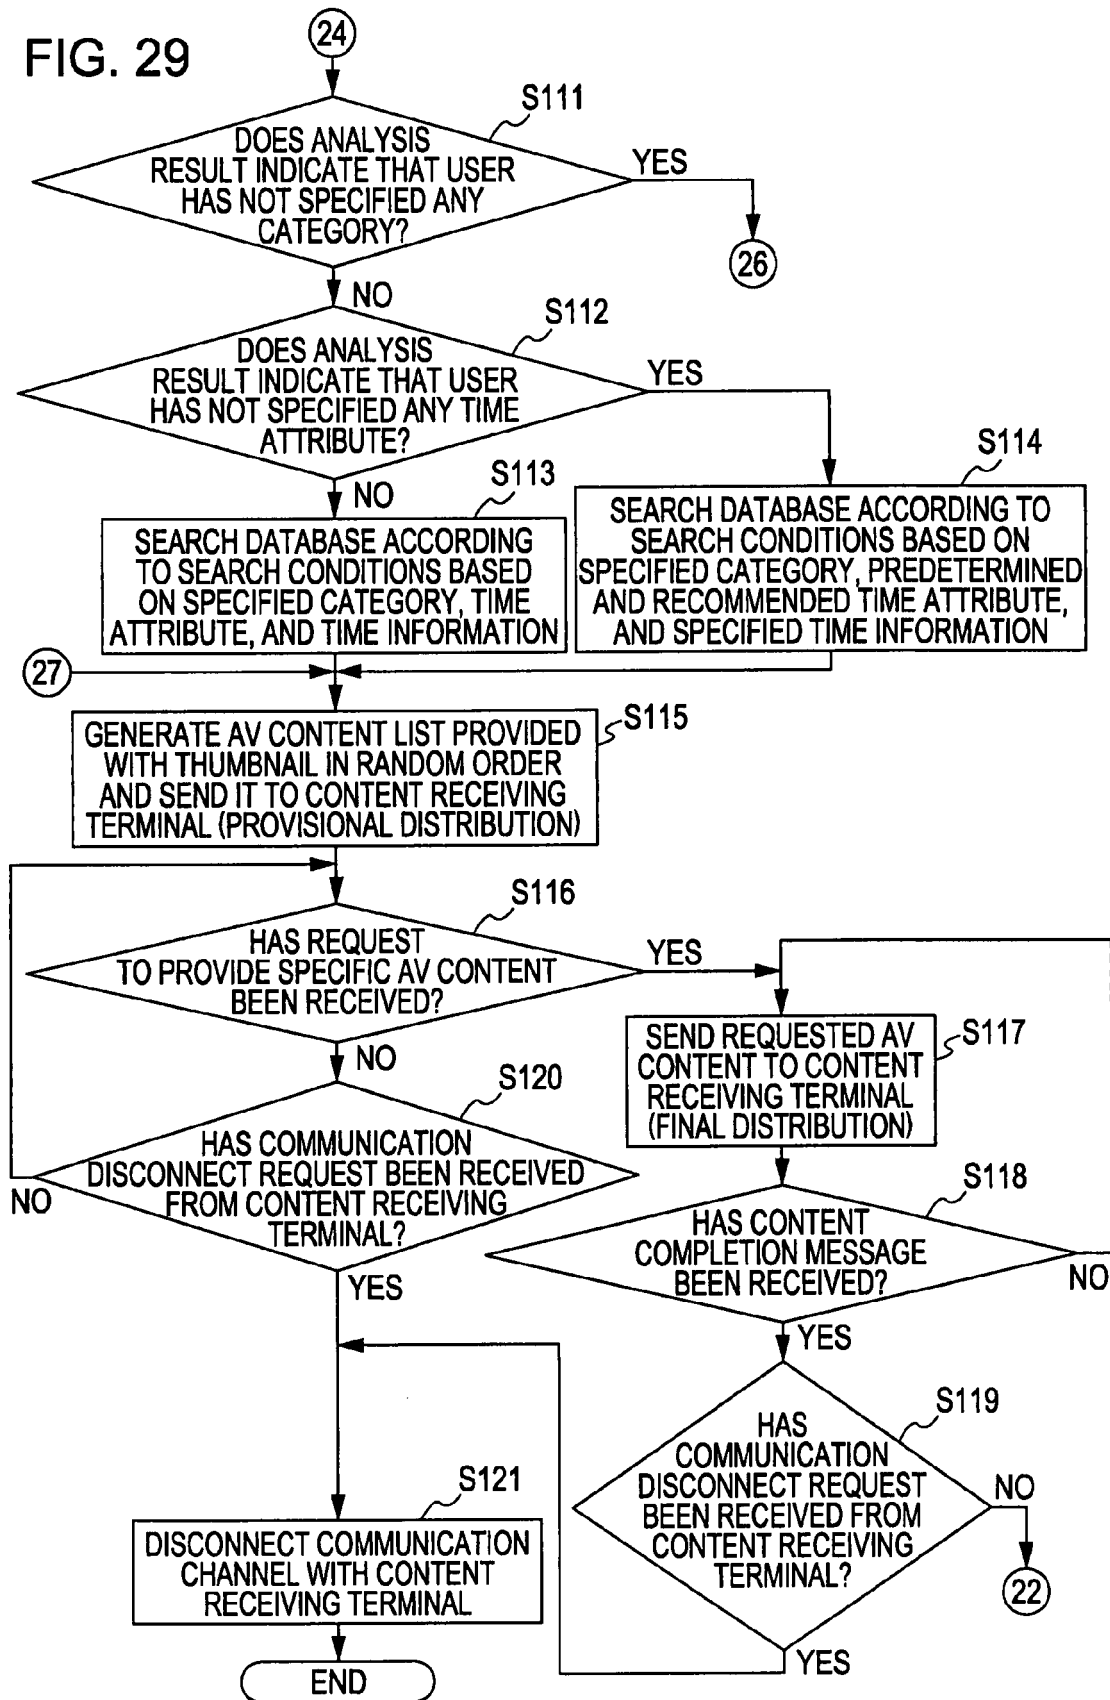 FIG. 29
24
S111
DOES ANALYSIS
RESULT INDICATE THAT USER
HAS NOT SPECIFIED ANY
CATEGORY?
YES
26
NO
S112
DOES ANALYSIS
RESULT INDICATE THAT USER
HAS NOT SPECIFIED ANY TIME
ATTRIBUTE?
YES
NO
S113
SEARCH DATABASE ACCORDING
TO SEARCH CONDITIONS BASED
ON SPECIFIED CATEGORY, TIME
ATTRIBUTE, AND TIME INFORMATION
S114
SEARCH DATABASE ACCORDING TO
SEARCH CONDITIONS BASED ON
SPECIFIED CATEGORY, PREDETERMINED
AND RECOMMENDED TIME ATTRIBUTE,
AND SPECIFIED TIME INFORMATION
27
S115
GENERATE AV CONTENT LIST PROVIDED
WITH THUMBNAIL IN RANDOM ORDER
AND SEND IT TO CONTENT RECEIVING
TERMINAL (PROVISIONAL DISTRIBUTION)
S116
HAS REQUEST
TO PROVIDE SPECIFIC AV CONTENT
BEEN RECEIVED?
YES
NO
S117
SEND REQUESTED AV
CONTENT TO CONTENT
RECEIVING TERMINAL
(FINAL DISTRIBUTION)
S120
HAS COMMUNICATION
DISCONNECT REQUEST BEEN RECEIVED
FROM CONTENT RECEIVING
TERMINAL?
NO
YES
S118
HAS CONTENT
COMPLETION MESSAGE
BEEN RECEIVED?
NO
YES
S119
HAS
COMMUNICATION
DISCONNECT REQUEST
BEEN RECEIVED FROM
CONTENT RECEIVING
TERMINAL?
NO
22
YES
S121
DISCONNECT COMMUNICATION
CHANNEL WITH CONTENT
RECEIVING TERMINAL
END